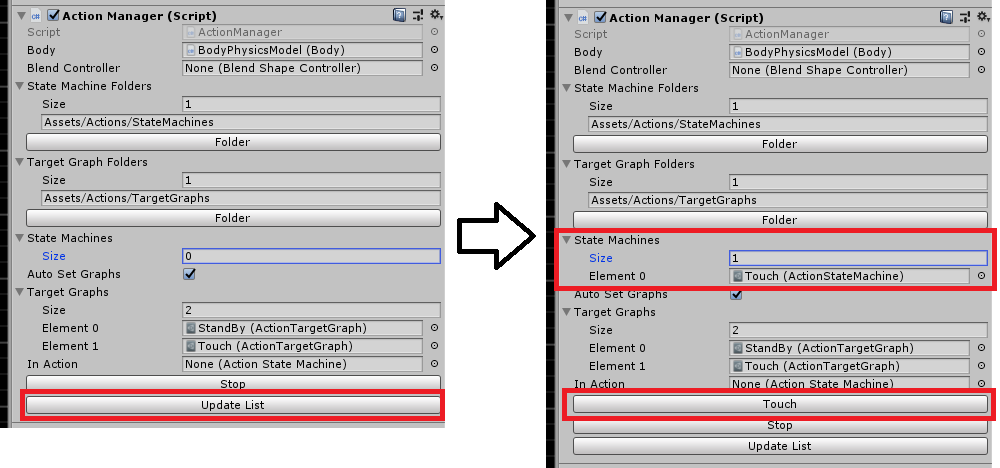 Action Manager (Script)
Script ActionManager
Body BodyPhysicsModel (Body)
Blend Controller None (Blend Shape Controller)
State Machine Folders
Size 1
Assets/Actions/StateMachines
Folder
Target Graph Folders
Size 1
Assets/Actions/TargetGraphs
Folder
State Machines
Size 0
Auto Set Graphs
Target Graphs
Size 2
Element 0 StandBy (ActionTargetGraph)
Element 1 Touch (ActionTargetGraph)
In Action None (Action State Machine)
Stop
Update List
Action Manager (Script)
Script ActionManager
Body BodyPhysicsModel (Body)
Blend Controller None (Blend Shape Controller)
State Machine Folders
Size 1
Assets/Actions/StateMachines
Folder
Target Graph Folders
Size 1
Assets/Actions/TargetGraphs
Folder
State Machines
Size 1
Element 0 Touch (ActionStateMachine)
Auto Set Graphs
Target Graphs
Size 2
Element 0 StandBy (ActionTargetGraph)
Element 1 Touch (ActionTargetGraph)
In Action None (Action State Machine)
Touch
Stop
Update List